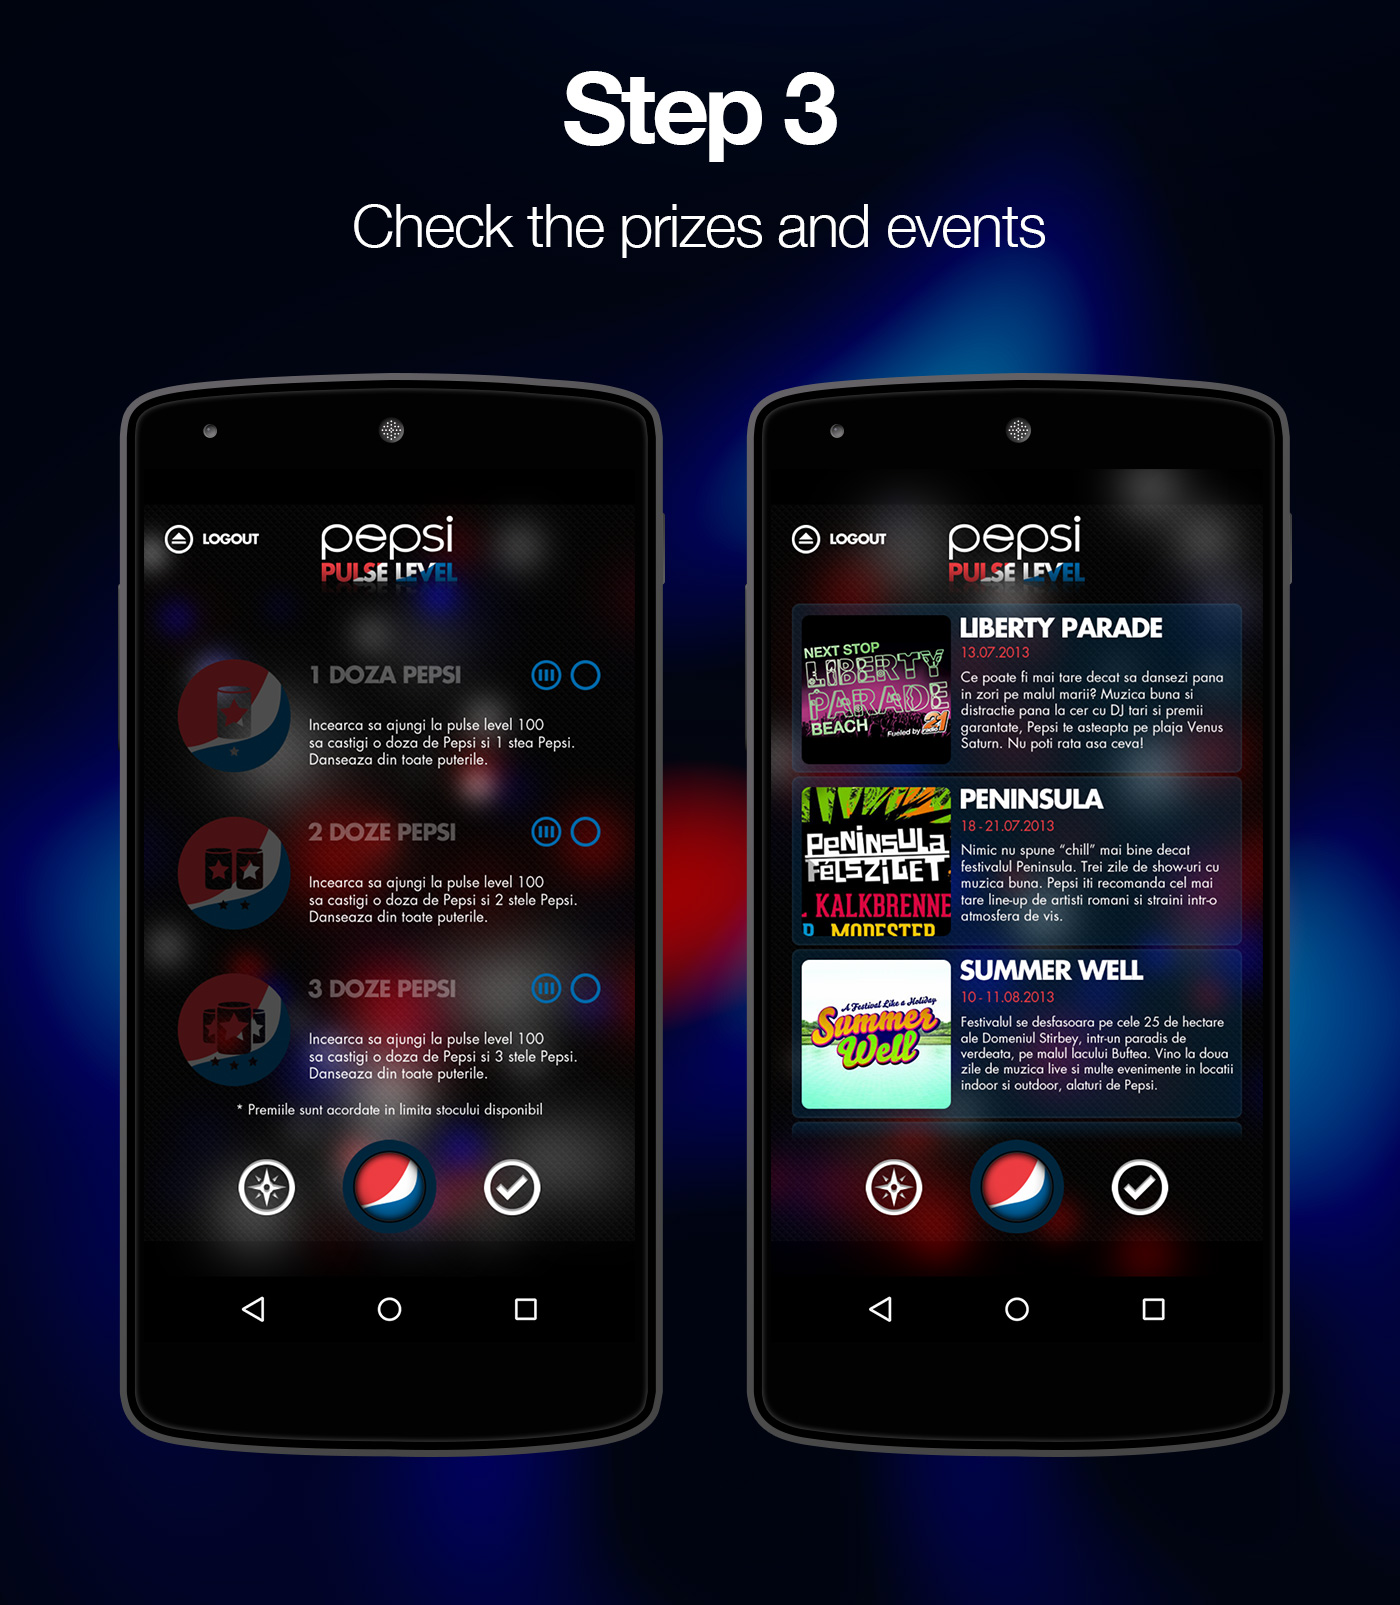 Step 3
Check the prizes and events
LOGOUT
pepsi
PULSE LEVEL
1 DOZA PEPSI
Incearca sa ajungi la pulse level 100
sa castigi o doza de Pepsi si 1 stea Pepsi.
Danseaza din toate puterile.
2 DOZE PEPSI
Incearca sa ajungi la pulse level 100
sa castigi o doza de Pepsi si 2 stele Pepsi.
Danseaza din toate puterile.
3 DOZE PEPSI
Incearca sa ajungi la pulse level 100
sa castigi o doza de Pepsi si 3 stele Pepsi.
Danseaza din toate puterile.
* Premiile sunt acordate in limita stocului disponibil
LOGOUT
pepsi
PULSE LEVEL
NEXT STOP
LIBERTY
PARADE
BEACH
Fueled by radio 21
LIBERTY PARADE
13.07.2013
Ce poate fi mai tare decat sa dansezi pana
in zori pe malul marii? Muzica buna si
distractie pana la cer cu DJ tari si premii
garantate, Pepsi te asteapta pe plaja Venus
Saturn. Nu poti rata asa ceva!
PENINSULA
FÉLSZIGET
KALKBRENNE
MODESTEP
PENINSULA
18 - 21.07.2013
Nimic nu spune “chill” mai bine decat
festivalul Peninsula. Trei zile de show-uri cu
muzica buna. Pepsi iti recomanda cel mai
tare line-up de artisti romani si straini intr-o
atmosfera de vis.
A Festival Like a Holiday
Summer
Well
SUMMER WELL
10 - 11.08.2013
Festivalul se desfasoara pe cele 25 de hectare
ale Domeniul Stirbey, intr-un paradis de
verdeata, pe malul lacului Buftea. Vino la doua
zile de muzica live si multe evenimente in locatii
indoor si outdoor, alaturi de Pepsi.